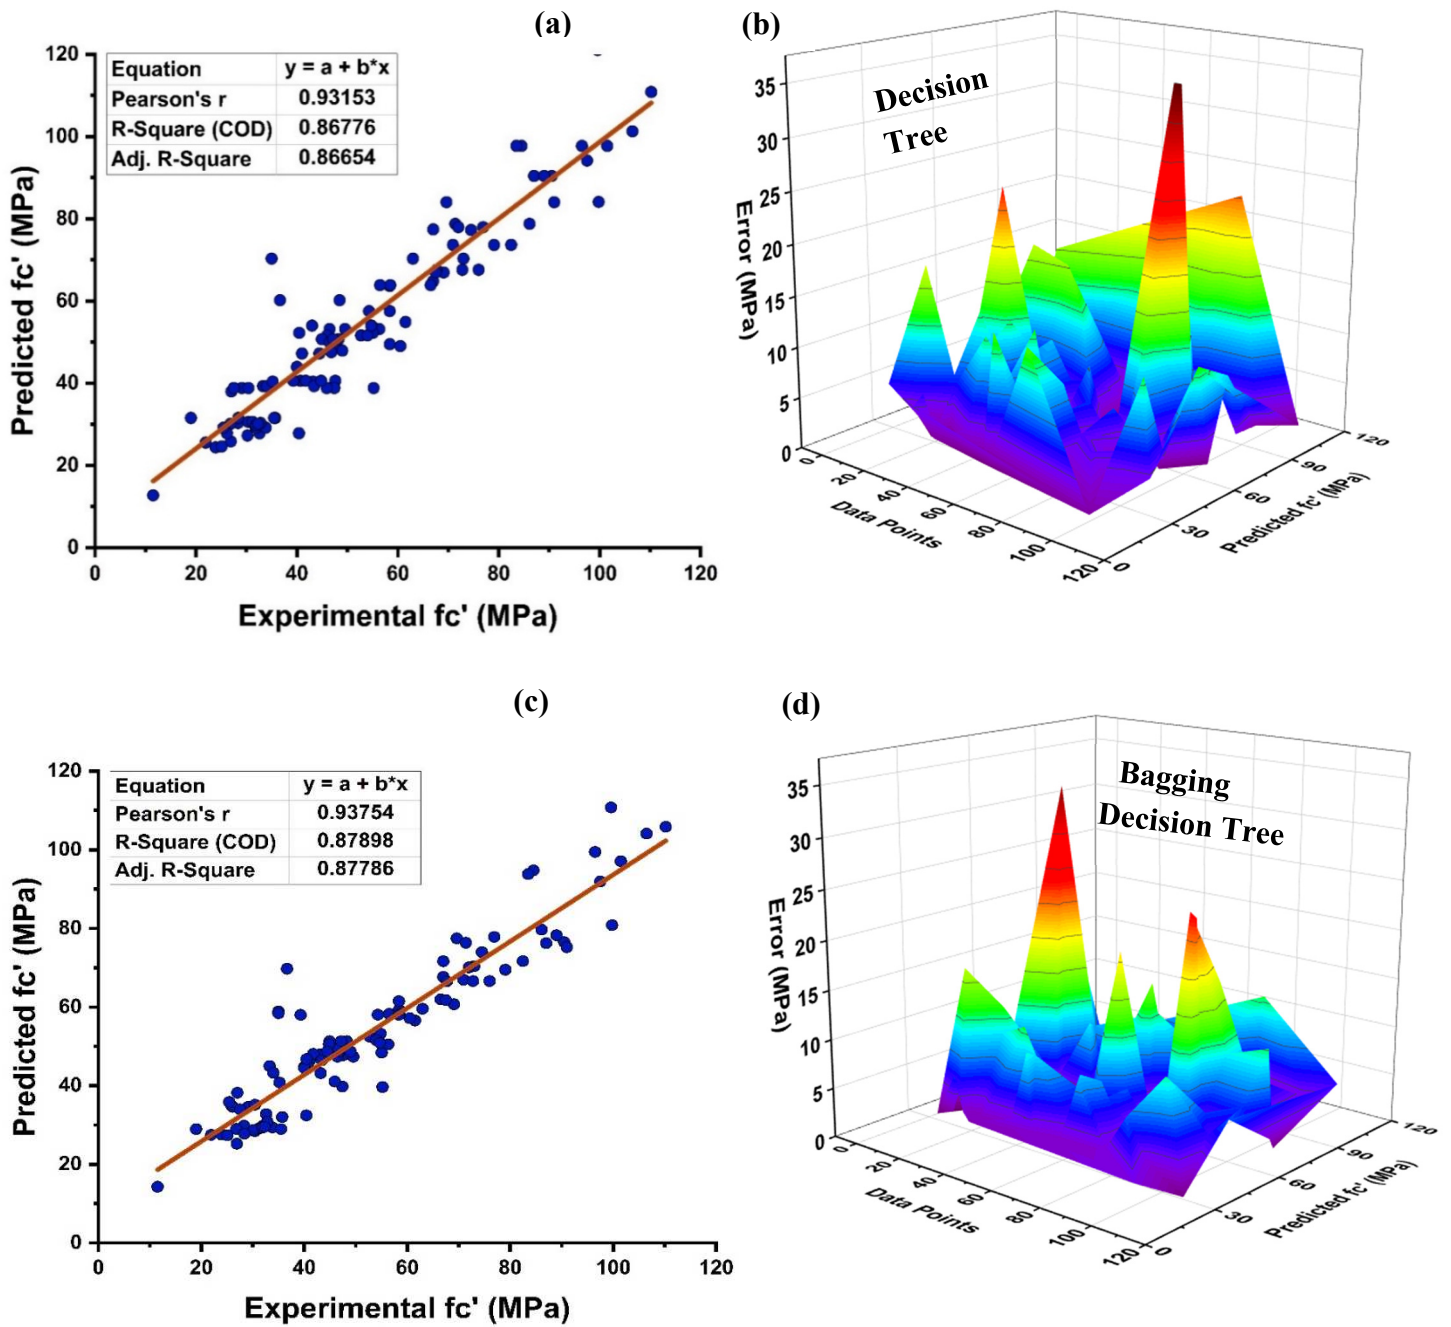 (a)
120
100
80
60
40
20
0
0 20 40 60 80 100 120
Predicted fc' (MPa)
Experimental fc' (MPa)
Equation y = a + b*x
Pearson's r 0.93153
R-Square (COD) 0.86776
Adj. R-Square 0.86654
(b)
Decision
Tree
35
30
25
20
15
10
5
0
Error (MPa)
0 20 40 60 80 100 120
Data Points
0 30 60 90 120
Predicted fc' (MPa)
(c)
120
100
80
60
40
20
0
0 20 40 60 80 100 120
Predicted fc' (MPa)
Experimental fc' (MPa)
Equation y = a + b*x
Pearson's r 0.93754
R-Square (COD) 0.87898
Adj. R-Square 0.87786
(d)
Bagging
Decision Tree
35
30
25
20
15
10
5
0
Error (MPa)
0 20 40 60 80 100 120
Data Points
0 30 60 90 120
Predicted fc' (MPa)